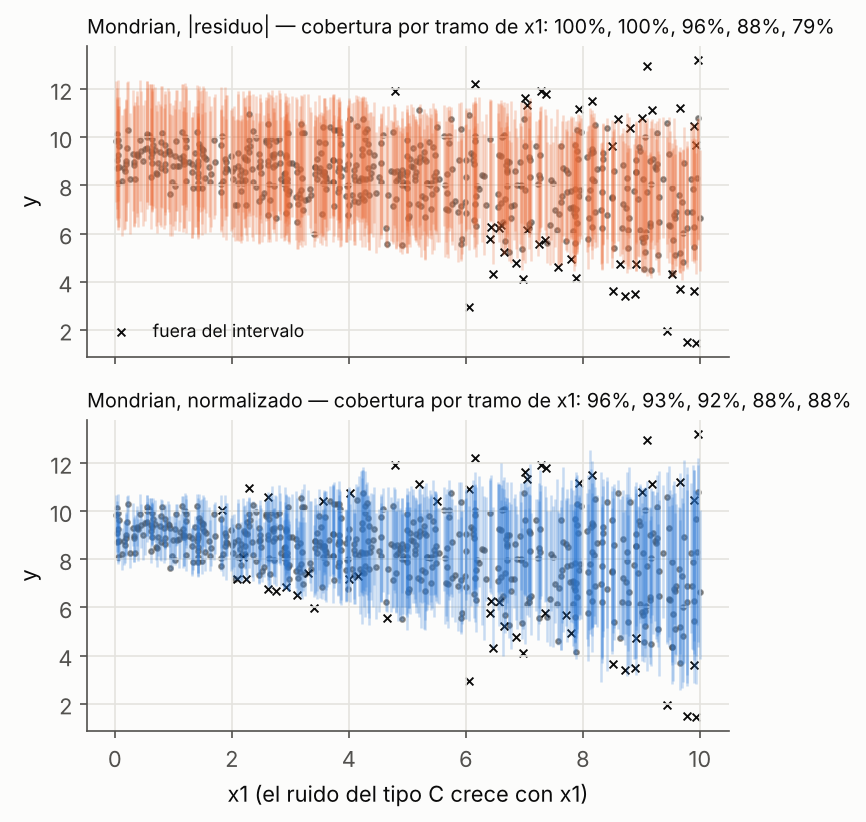 Mondrian, |residuo| — cobertura por tramo de x1: 100%, 100%, 96%, 88%, 79%
12
10
8
6
4
2
y
fuera del intervalo
Mondrian, normalizado — cobertura por tramo de x1: 96%, 93%, 92%, 88%, 88%
12
10
8
6
4
2
y
0 2 4 6 8 10
x1 (el ruido del tipo C crece con x1)